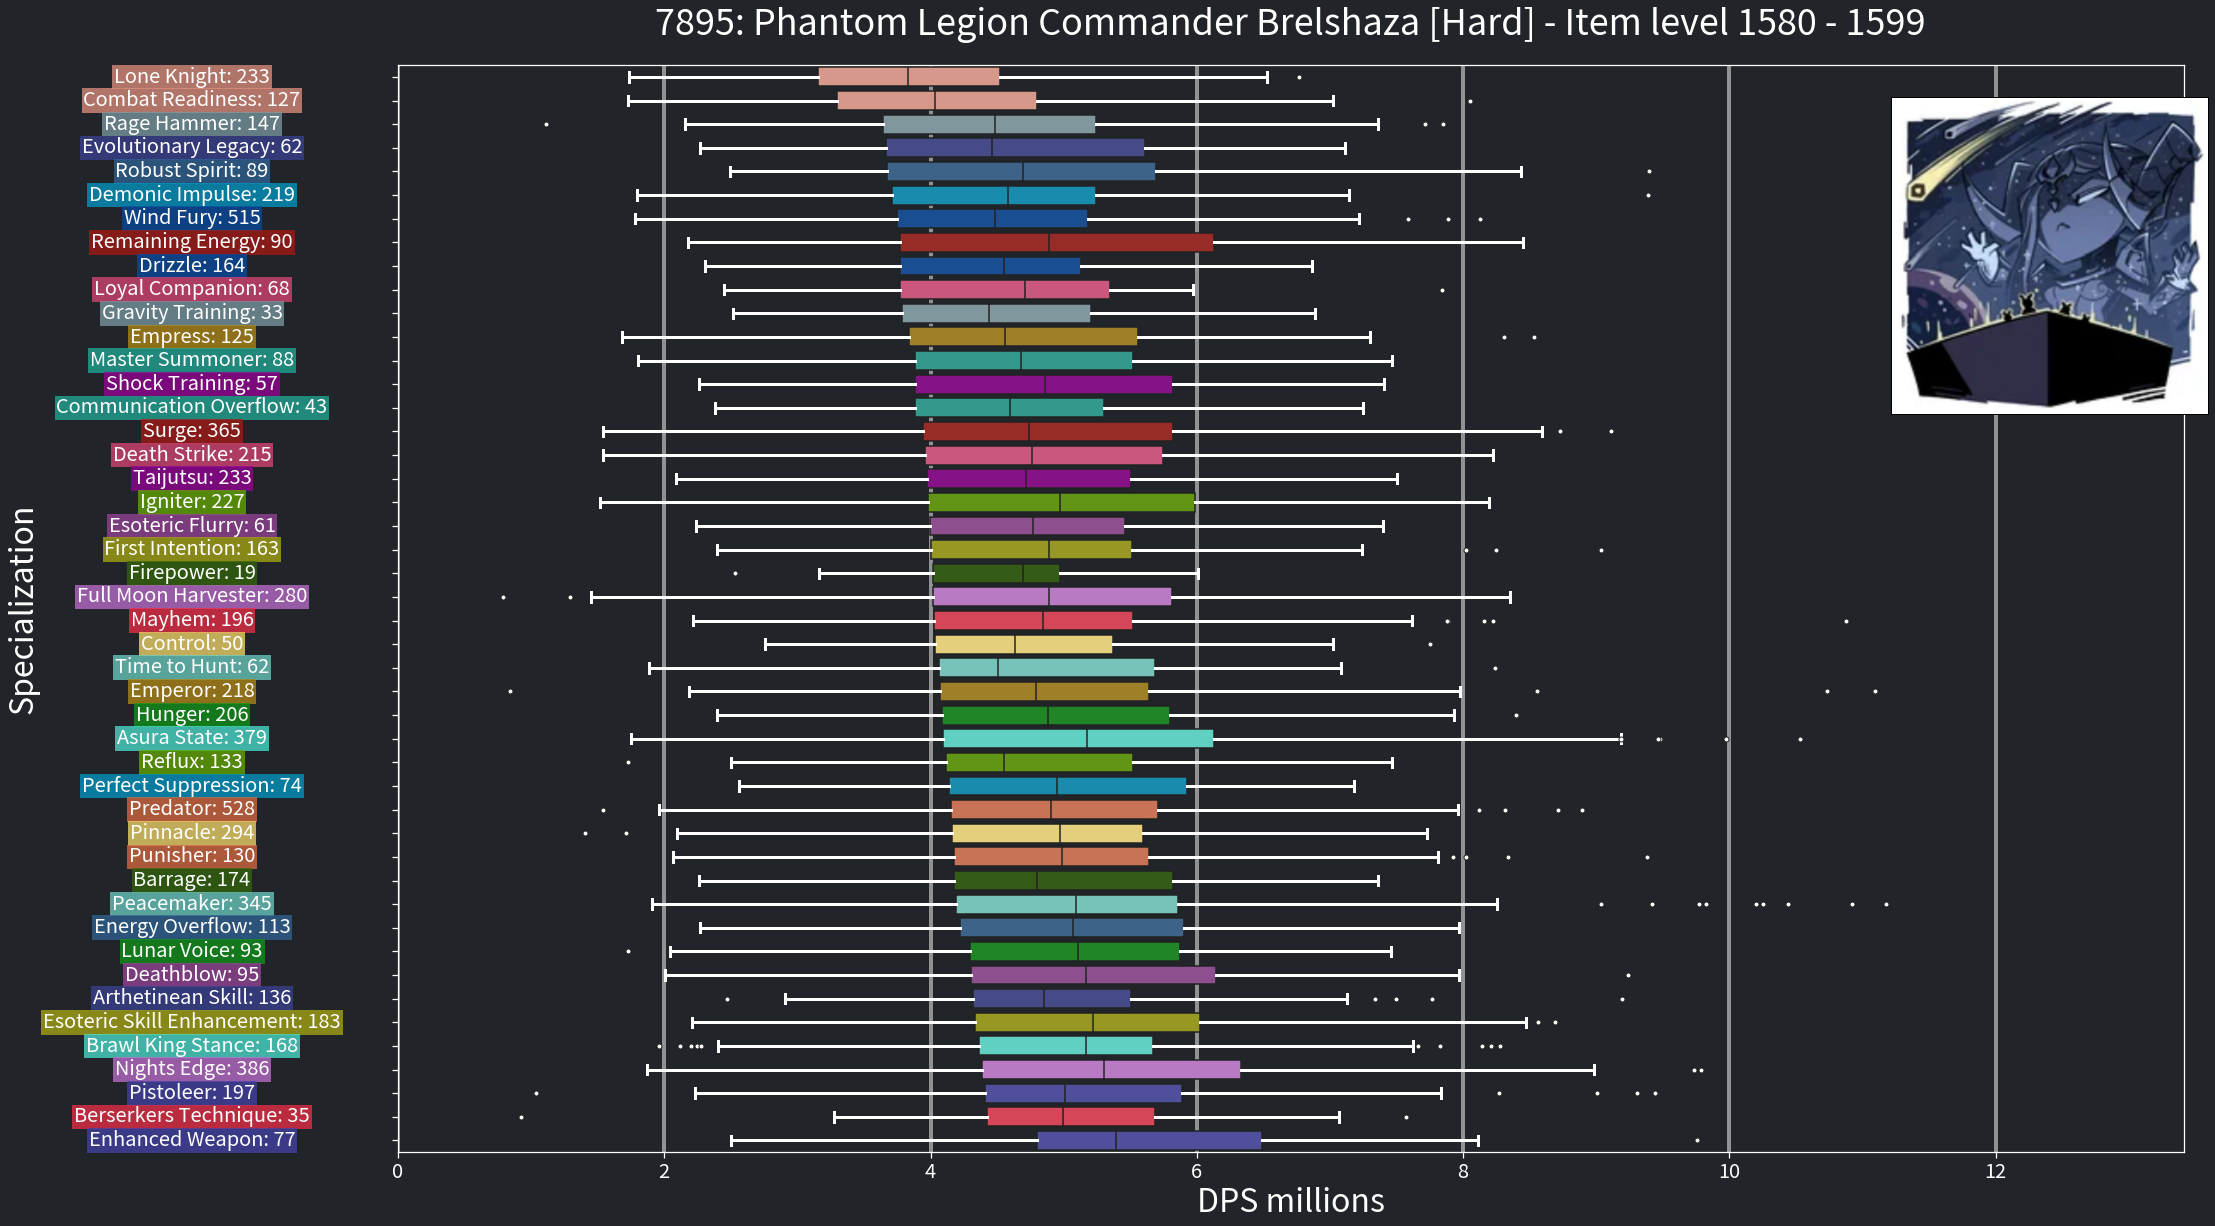 7895: Phantom Legion Commander Brelshaza [Hard] - Item level 1580 - 1599
Specialization
Lone Knight: 233
Combat Readiness: 127
Rage Hammer: 147
Evolutionary Legacy: 62
Robust Spirit: 89
Demonic Impulse: 219
Wind Fury: 515
Remaining Energy: 90
Drizzle: 164
Loyal Companion: 68
Gravity Training: 33
Empress: 125
Master Summoner: 88
Shock Training: 57
Communication Overflow: 43
Surge: 365
Death Strike: 215
Taijutsu: 233
Igniter: 227
Esoteric Flurry: 61
First Intention: 163
Firepower: 19
Full Moon Harvester: 280
Mayhem: 196
Control: 50
Time to Hunt: 62
Emperor: 218
Hunger: 206
Asura State: 379
Reflux: 133
Perfect Suppression: 74
Predator: 528
Pinnacle: 294
Punisher: 130
Barrage: 174
Peacemaker: 345
Energy Overflow: 113
Lunar Voice: 93
Deathblow: 95
Arthetinean Skill: 136
Esoteric Skill Enhancement: 183
Brawl King Stance: 168
Nights Edge: 386
Pistoleer: 197
Berserkers Technique: 35
Enhanced Weapon: 77
0 2 4 6 8 10 12
DPS millions